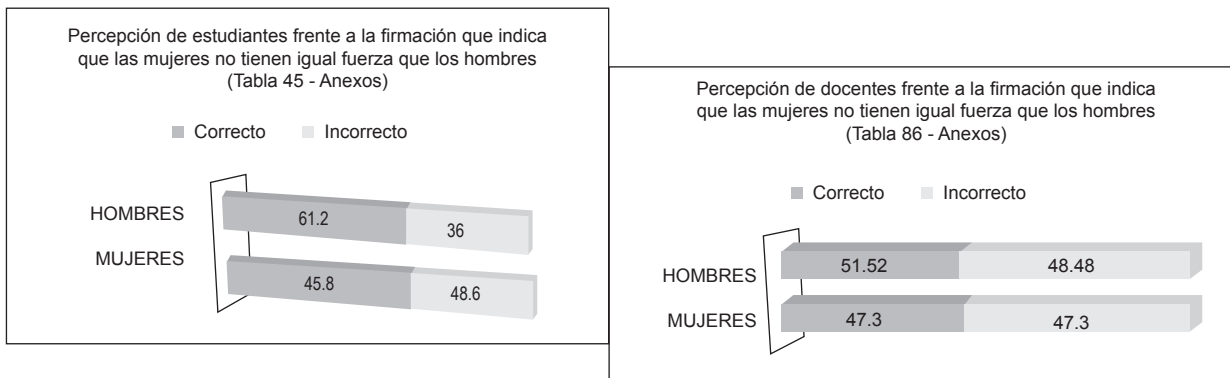 Percepción de estudiantes frente a la firmación que indica
que las mujeres no tienen igual fuerza que los hombres
(Tabla 45 - Anexos)
Correcto Incorrecto
HOMBRES 61.2 36
MUJERES 45.8 48.6
Percepción de docentes frente a la firmación que indica
que las mujeres no tienen igual fuerza que los hombres
(Tabla 86 - Anexos)
Correcto Incorrecto
HOMBRES 51.52 48.48
MUJERES 47.3 47.3